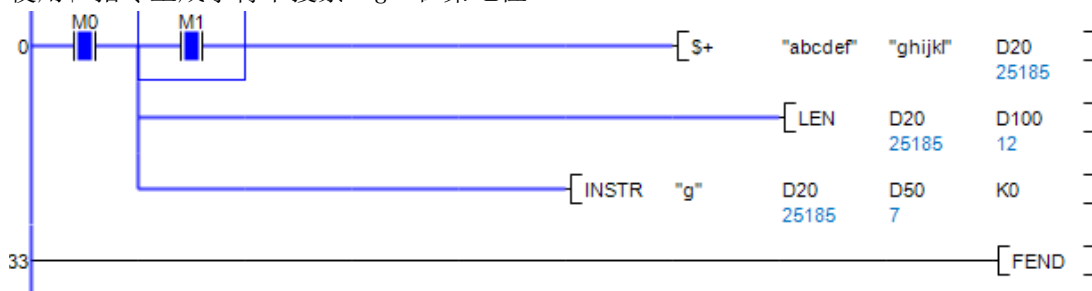 M0 M1
0 $+ "abcdef" "ghijkl" D20
25185
LEN D20 D100
25185 12
INSTR "g" D20 D50 K0
25185 7
33 FEND